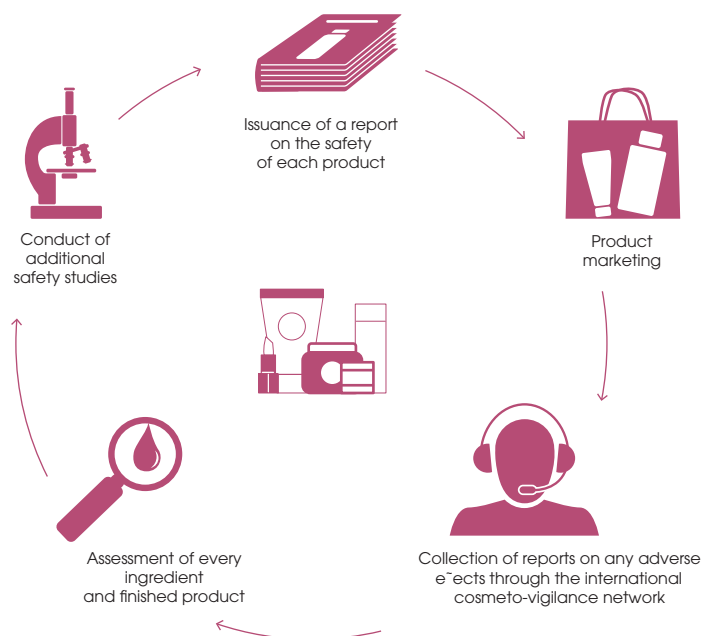 Issuance of a report
on the safety
of each product
Product
marketing
Collection of reports on any adverse
e˜ects through the international
cosmeto-vigilance network
Assessment of every
ingredient
and finished product
Conduct of
additional
safety studies